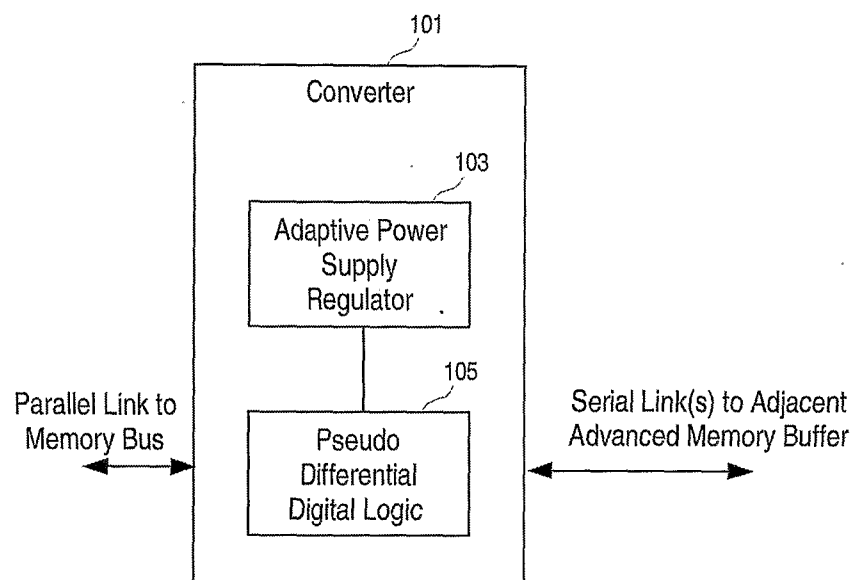 101
Converter
103
Adaptive Power
Supply
Regulator
105
Parallel Link to
Memory Bus
Pseudo
Differential
Digital Logic
Serial Link(s) to Adjacent
Advanced Memory Buffer